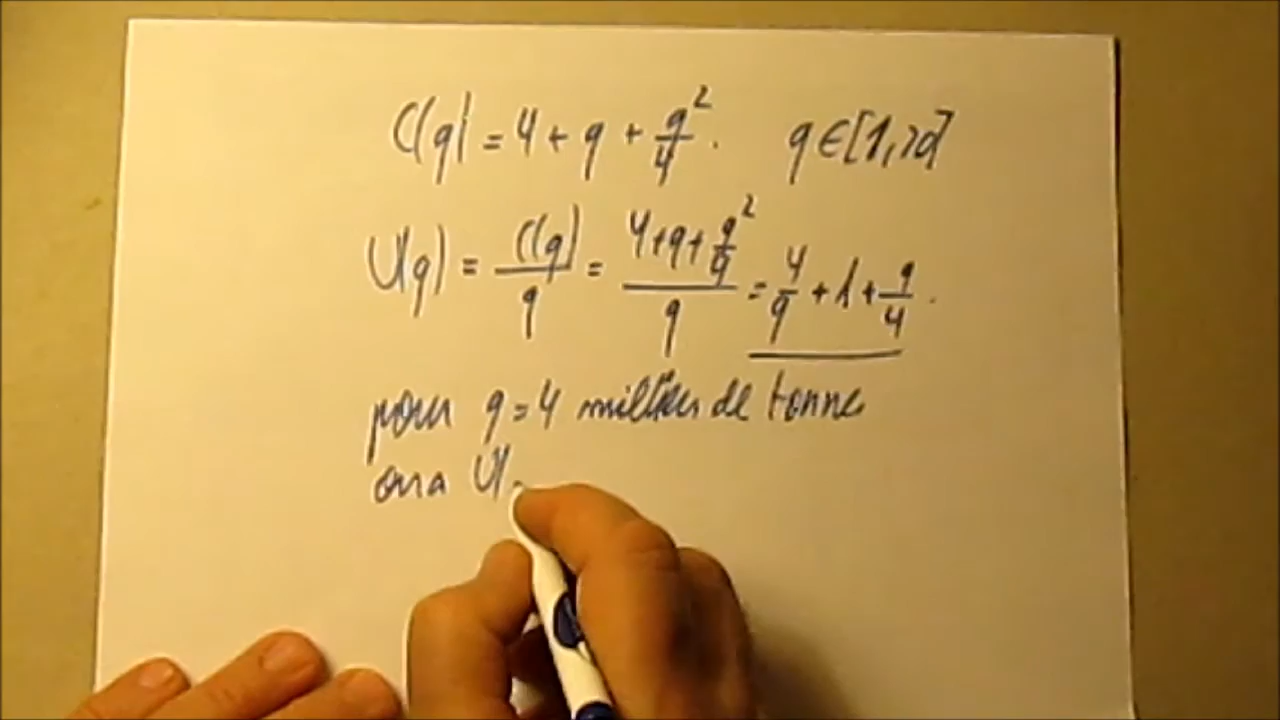 C(q) = 4 + q + q²/4 . q ∈ [1, 10]
U(q) = C(q)/q = (4+q+q²/4)/q = 4/q + 1 + q/4 .
pour q = 4 milliers de tonne
on a U(